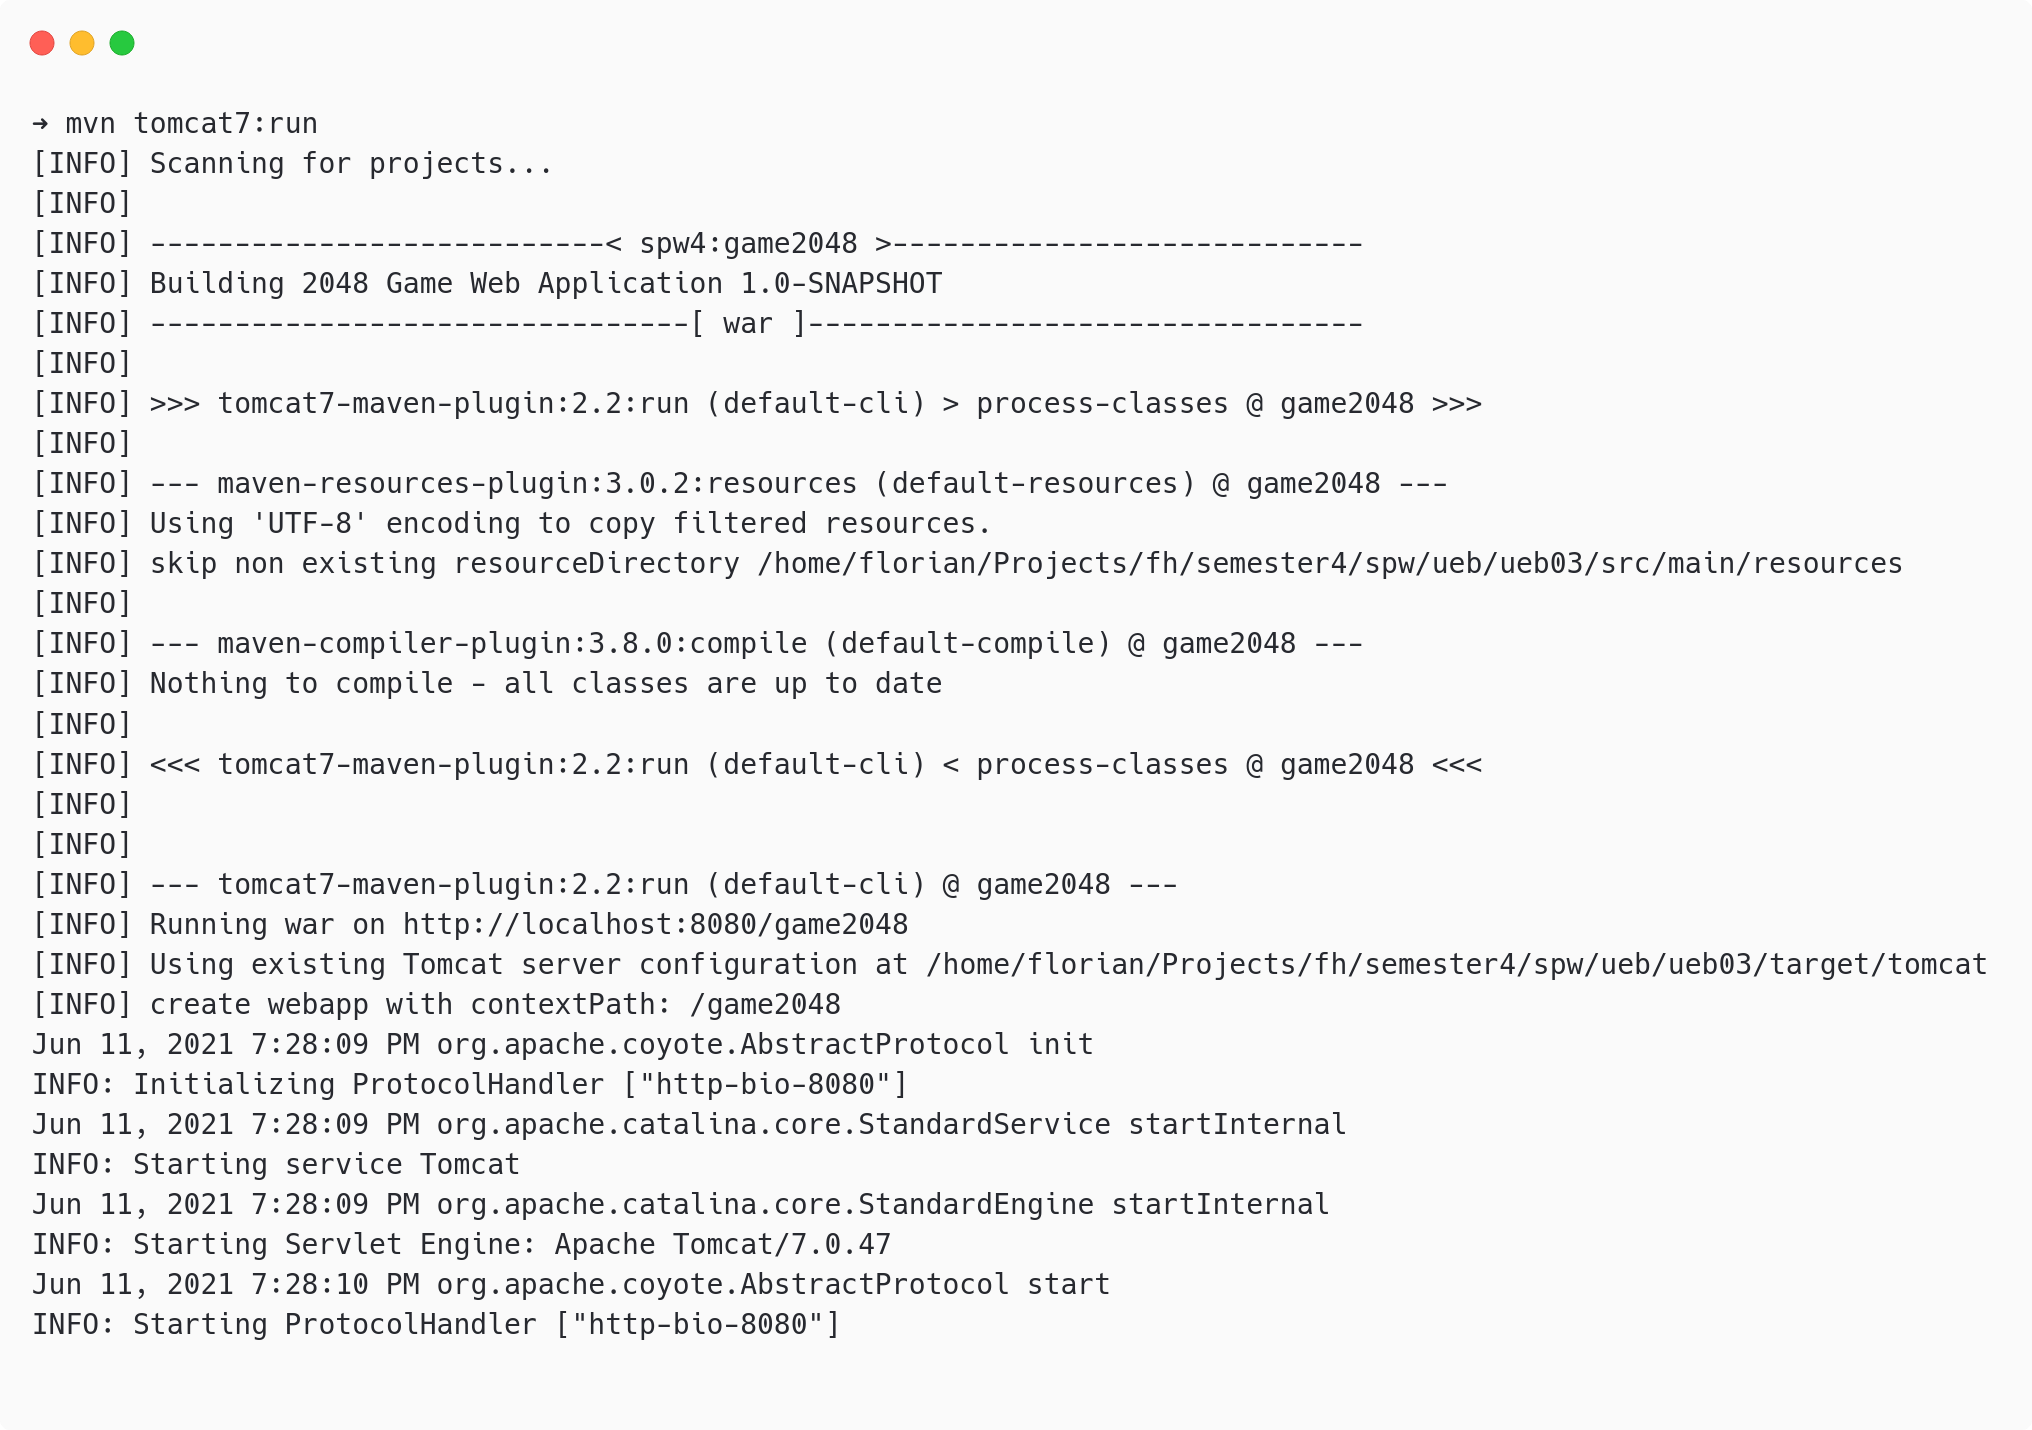 ➜ mvn tomcat7:run
[INFO] Scanning for projects...
[INFO]
[INFO] ---------------------------< spw4:game2048 >----------------------------
[INFO] Building 2048 Game Web Application 1.0-SNAPSHOT
[INFO] --------------------------------[ war ]---------------------------------
[INFO]
[INFO] >>> tomcat7-maven-plugin:2.2:run (default-cli) > process-classes @ game2048 >>>
[INFO]
[INFO] --- maven-resources-plugin:3.0.2:resources (default-resources) @ game2048 ---
[INFO] Using 'UTF-8' encoding to copy filtered resources.
[INFO] skip non existing resourceDirectory /home/florian/Projects/fh/semester4/spw/ueb/ueb03/src/main/resources
[INFO]
[INFO] --- maven-compiler-plugin:3.8.0:compile (default-compile) @ game2048 ---
[INFO] Nothing to compile - all classes are up to date
[INFO]
[INFO] <<< tomcat7-maven-plugin:2.2:run (default-cli) < process-classes @ game2048 <<<
[INFO]
[INFO]
[INFO] --- tomcat7-maven-plugin:2.2:run (default-cli) @ game2048 ---
[INFO] Running war on http://localhost:8080/game2048
[INFO] Using existing Tomcat server configuration at /home/florian/Projects/fh/semester4/spw/ueb/ueb03/target/tomcat
[INFO] create webapp with contextPath: /game2048
Jun 11, 2021 7:28:09 PM org.apache.coyote.AbstractProtocol init
INFO: Initializing ProtocolHandler ["http-bio-8080"]
Jun 11, 2021 7:28:09 PM org.apache.catalina.core.StandardService startInternal
INFO: Starting service Tomcat
Jun 11, 2021 7:28:09 PM org.apache.catalina.core.StandardEngine startInternal
INFO: Starting Servlet Engine: Apache Tomcat/7.0.47
Jun 11, 2021 7:28:10 PM org.apache.coyote.AbstractProtocol start
INFO: Starting ProtocolHandler ["http-bio-8080"]